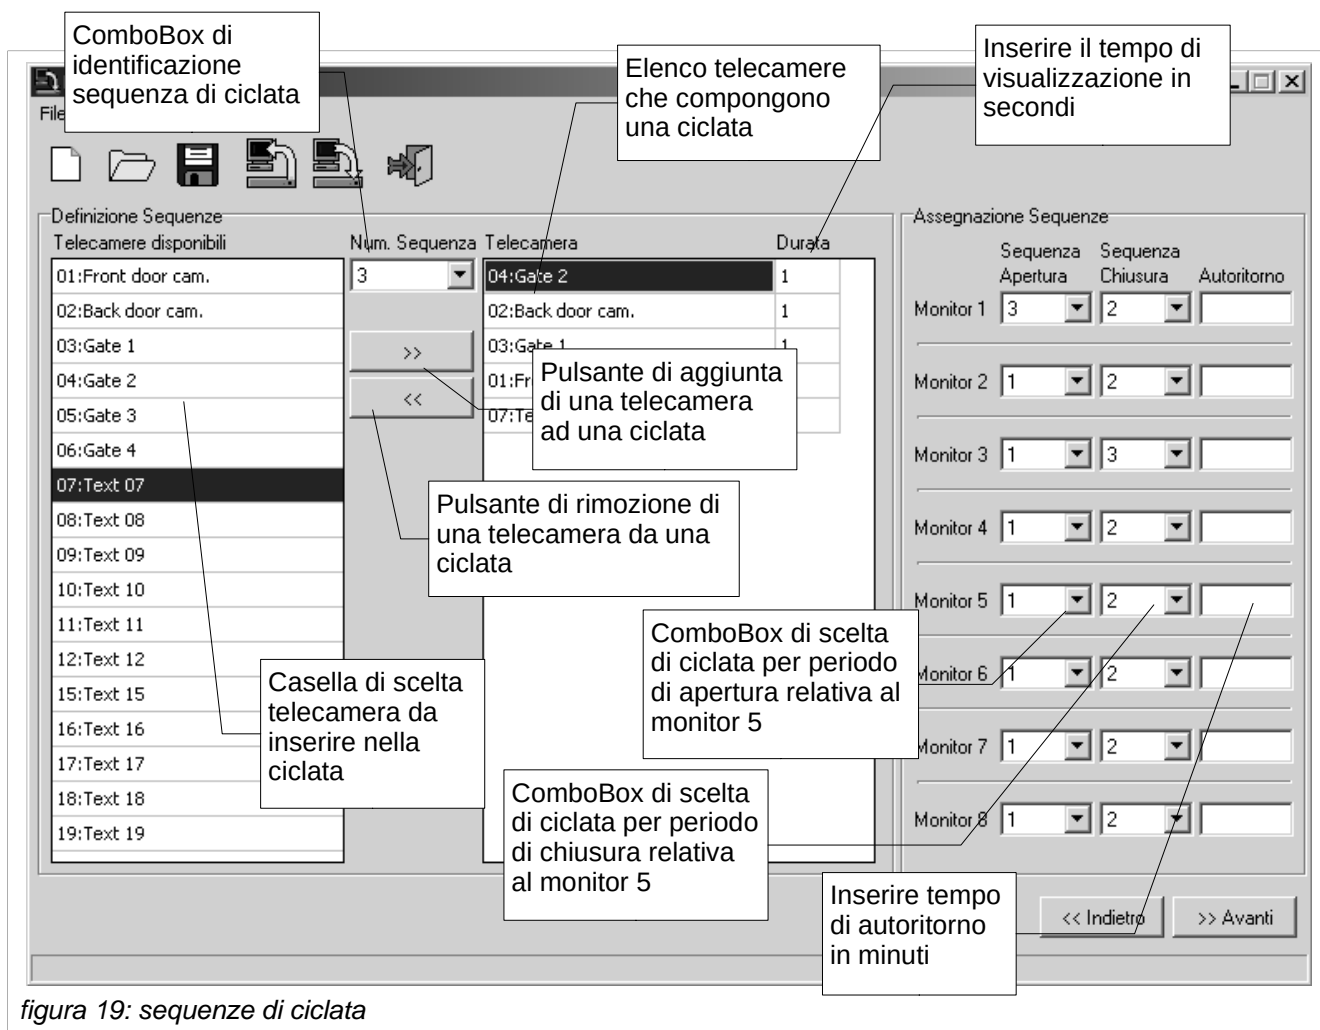 ComboBox di
identificazione
sequenza di ciclata
Elenco telecamere
che compongono
una ciclata
Inserire il tempo di
visualizzazione in
secondi
File
Definizione Sequenze
Telecamere disponibili
Num. Sequenza
Telecamera
Durata
01:Front door cam.
02:Back door cam.
03:Gate 1
04:Gate 2
05:Gate 3
06:Gate 4
07:Text 07
08:Text 08
09:Text 09
10:Text 10
11:Text 11
12:Text 12
15:Text 15
16:Text 16
17:Text 17
18:Text 18
19:Text 19
3
>>
<<
04:Gate 2 1
02:Back door cam. 1
03:Gate 1 1
01:Fr
07:Te
Pulsante di aggiunta
di una telecamera
ad una ciclata
Pulsante di rimozione di
una telecamera da una
ciclata
Casella di scelta
telecamera da
inserire nella
ciclata
ComboBox di scelta
di ciclata per periodo
di apertura relativa al
monitor 5
ComboBox di scelta
di ciclata per periodo
di chiusura relativa
al monitor 5
Inserire tempo
di autoritorno
in minuti
Assegnazione Sequenze
Sequenza Apertura
Sequenza Chiusura
Autoritorno
Monitor 1 3 2
Monitor 2 1 2
Monitor 3 1 3
Monitor 4 1 2
Monitor 5 1 2
Monitor 6 1 2
Monitor 7 1 2
Monitor 8 1 2
<< Indietro
>> Avanti
figura 19: sequenze di ciclata